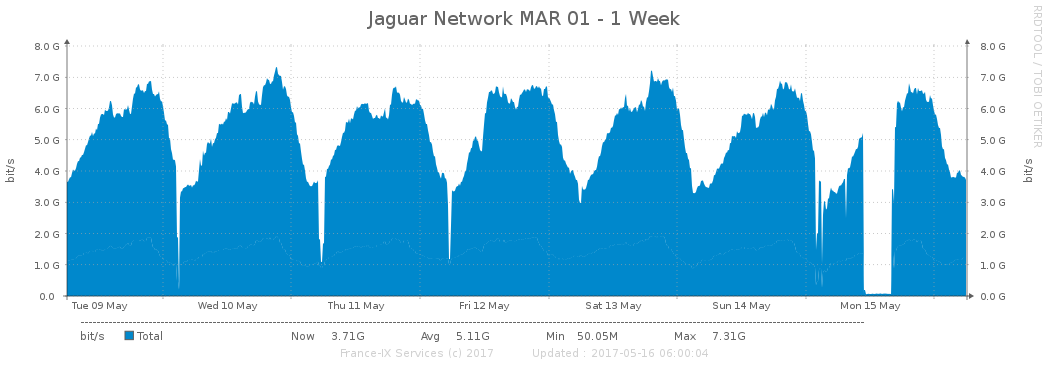 Jaguar Network MAR 01 - 1 Week
RRDTOOL / TOBI OETIKER
8.0 G 8.0 G
7.0 G 7.0 G
6.0 G 6.0 G
5.0 G 5.0 G
bit/s bit/s
4.0 G 4.0 G
3.0 G 3.0 G
2.0 G 2.0 G
1.0 G 1.0 G
0.0 0.0 G
Tue 09 May Wed 10 May Thu 11 May Fri 12 May Sat 13 May Sun 14 May Mon 15 May
bit/s Total Now 3.71G Avg 5.11G Min 50.05M Max 7.31G
France-IX Services (c) 2017 Updated : 2017-05-16 06:00:04